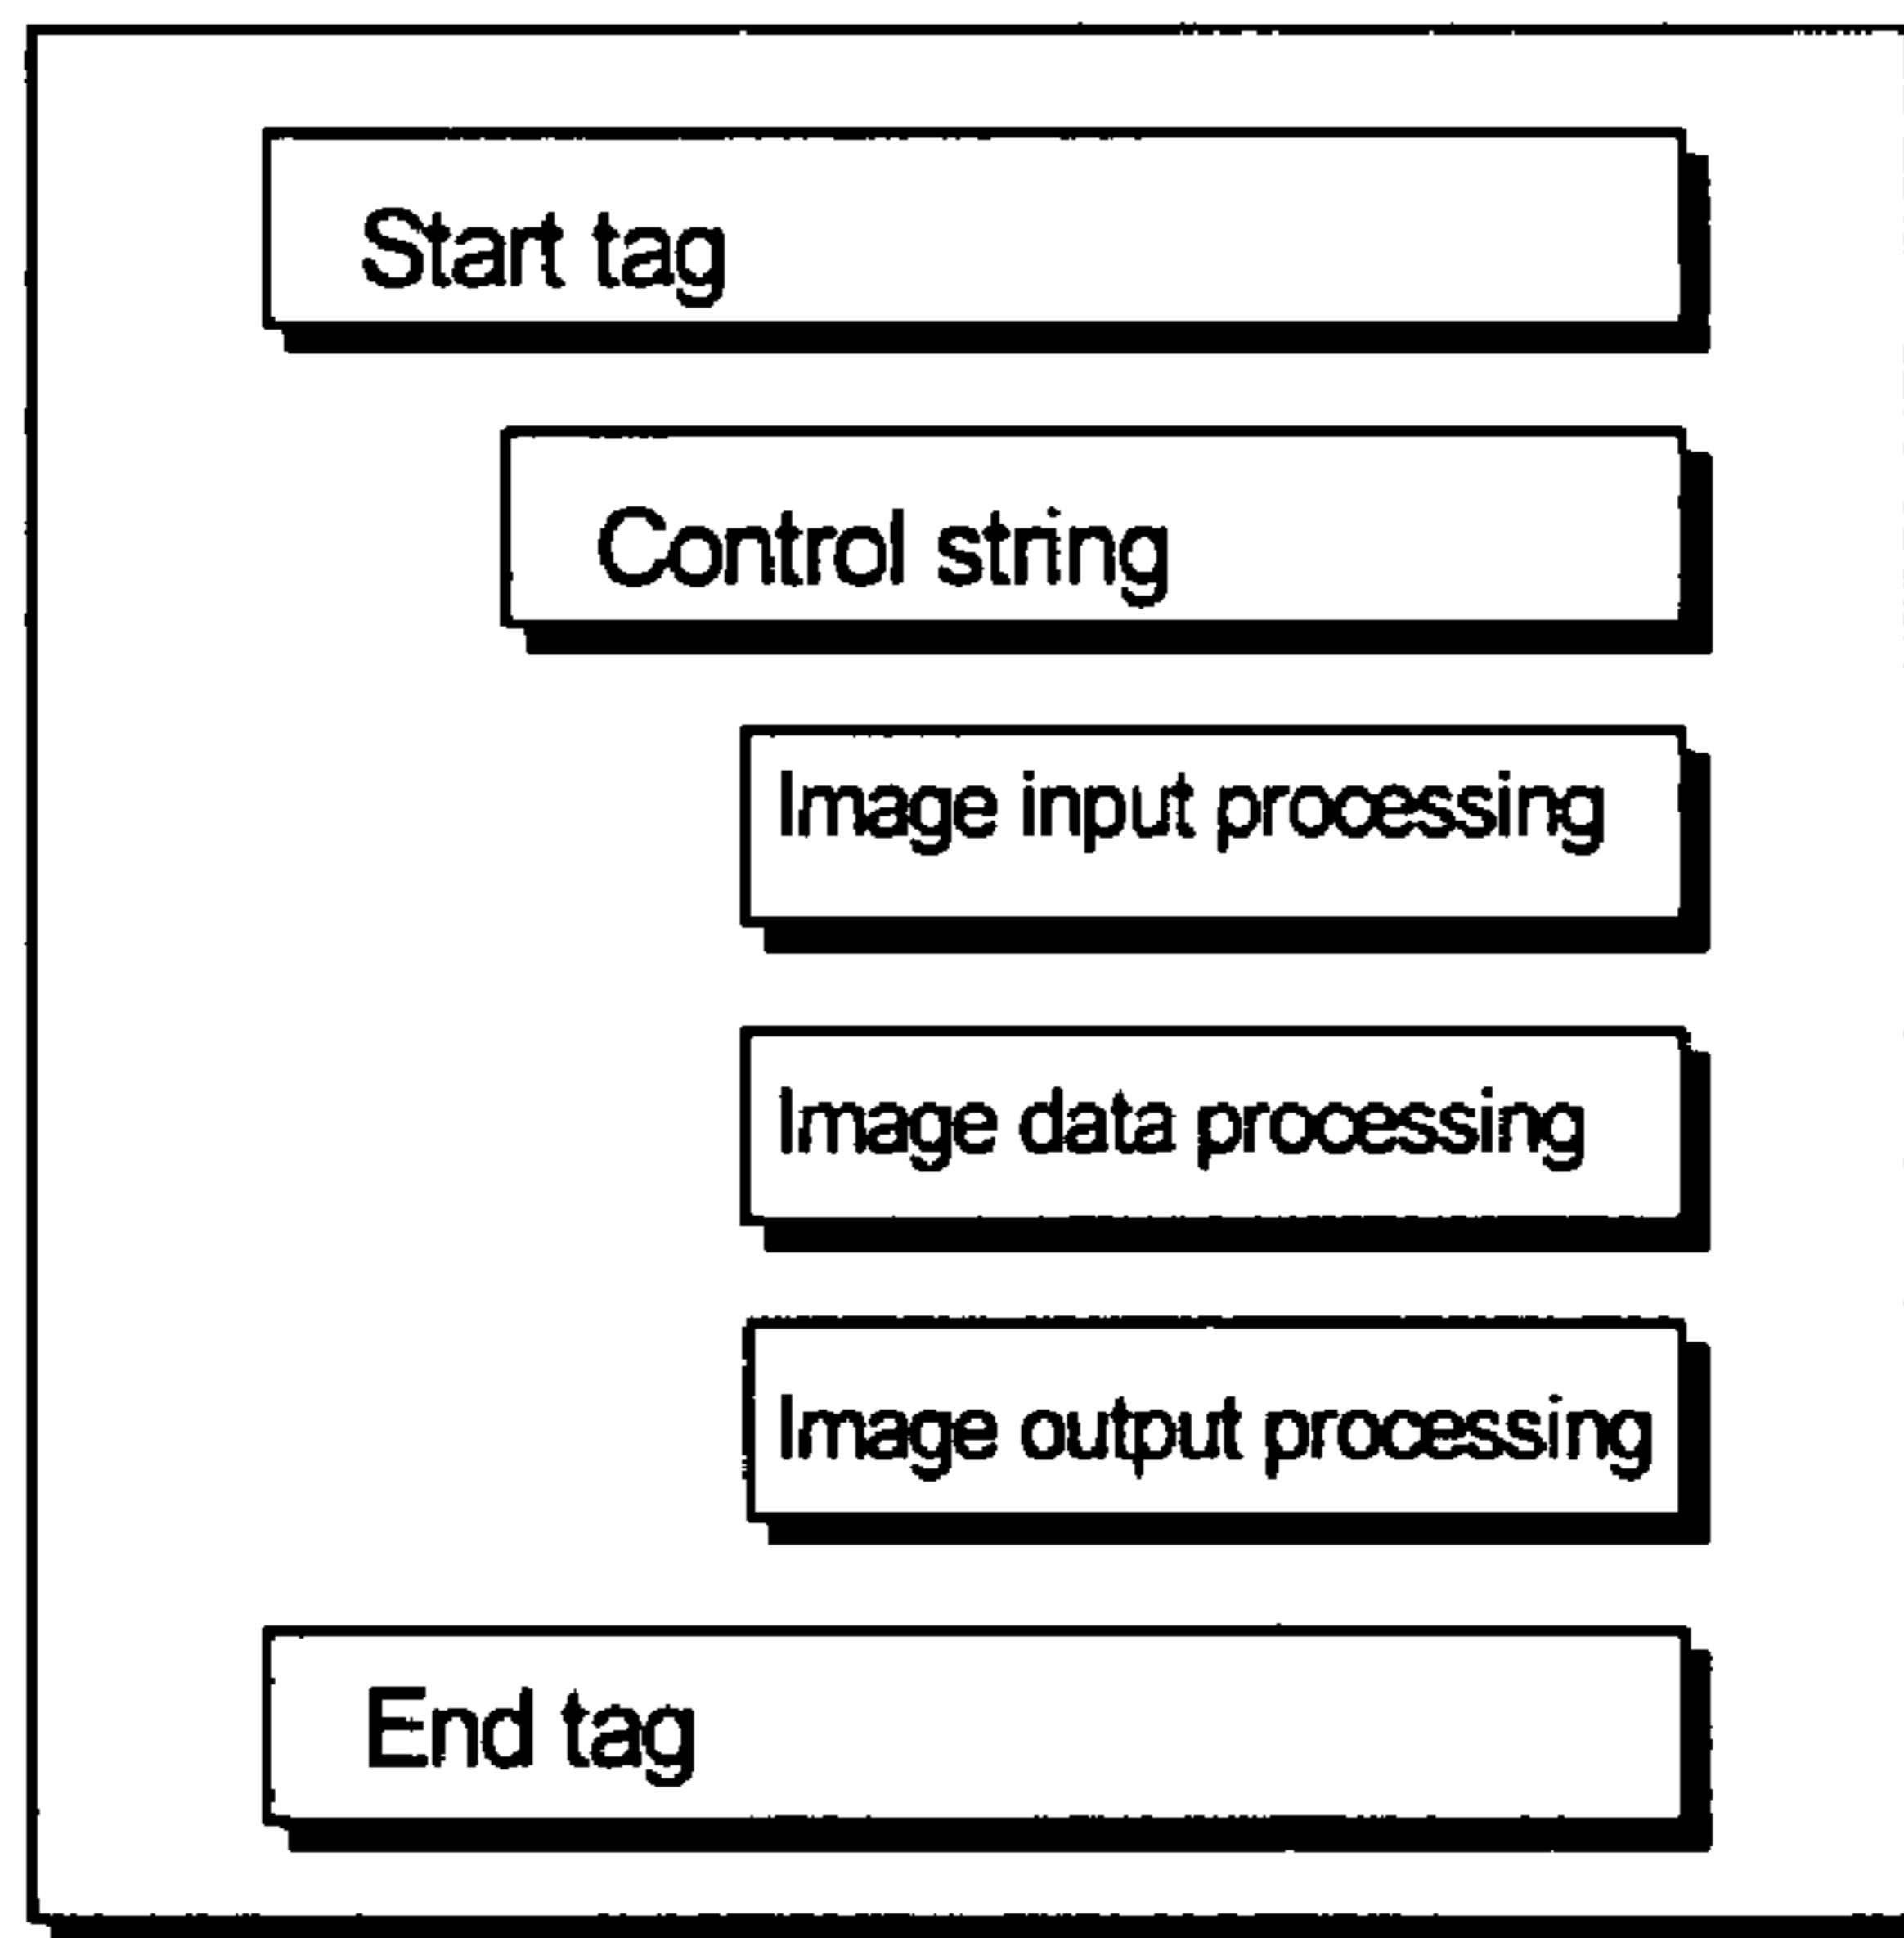 Start tag
Control string
Image input processing
Image data processing
Image output processing
End tag